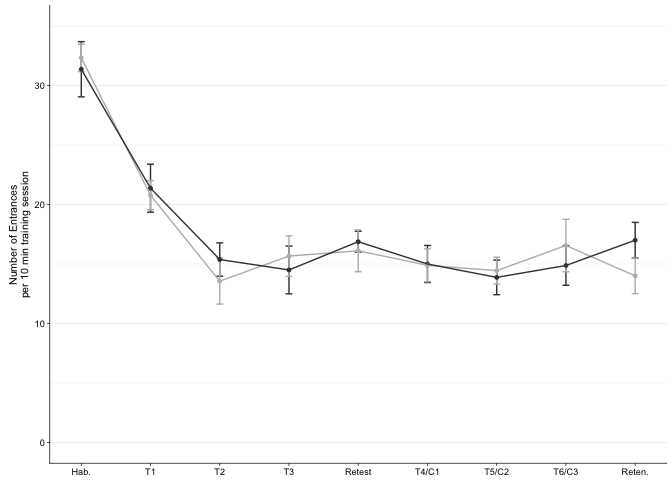 Number of Entrances
per 10 min training session
30
20
10
0
Hab. T1 T2 T3 Retest T4/C1 T5/C2 T6/C3 Reten.